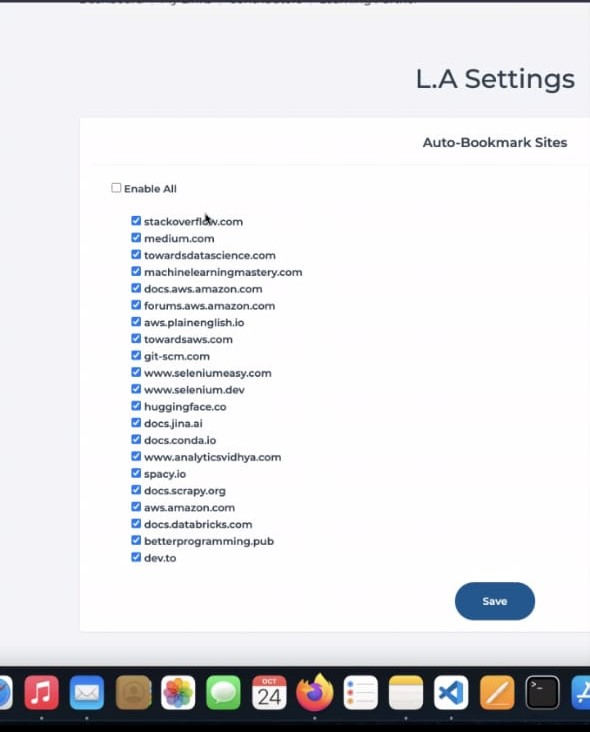 L.A Settings
Auto-Bookmark Sites
Enable All
stackoverflow.com
medium.com
towardsdatascience.com
machinelearningmastery.com
docs.aws.amazon.com
forums.aws.amazon.com
aws.plainenglish.io
towardsaws.com
git-scm.com
www.seleniumeasy.com
www.selenium.dev
huggingface.co
docs.jina.ai
docs.conda.io
www.analyticsvidhya.com
spacy.io
docs.scrapy.org
aws.amazon.com
docs.databricks.com
betterprogramming.pub
dev.to
Save
OCT
24